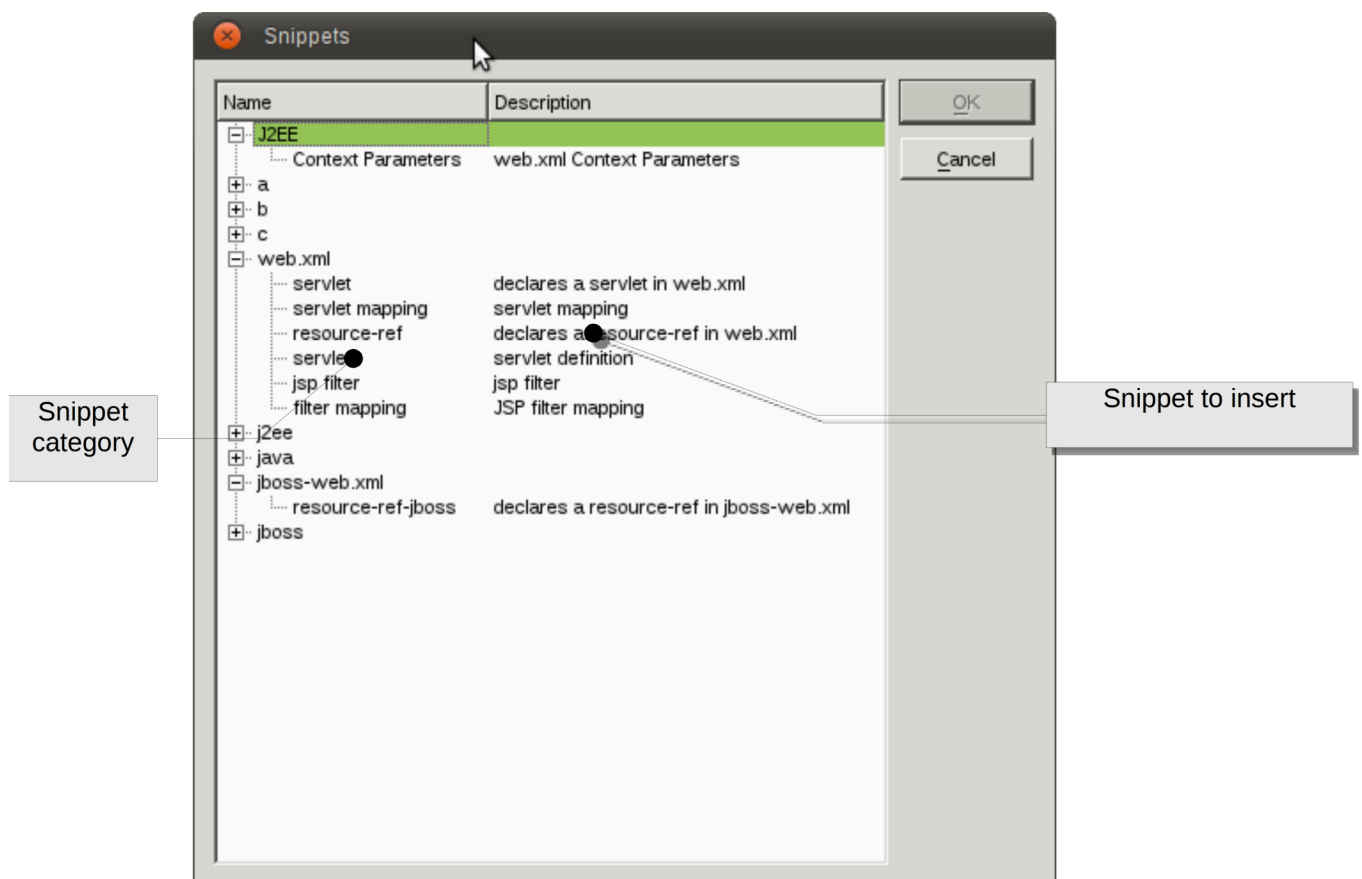 Snippets
Name Description
OK
J2EE
Context Parameters web.xml Context Parameters
Cancel
a
b
c
web.xml
servlet declares a servlet in web.xml
servlet mapping servlet mapping
resource-ref declares a resource-ref in web.xml
servlet servlet definition
jsp filter jsp filter
filter mapping JSP filter mapping
Snippet
category
Snippet to insert
j2ee
java
jboss-web.xml
resource-ref-jboss declares a resource-ref in jboss-web.xml
jboss